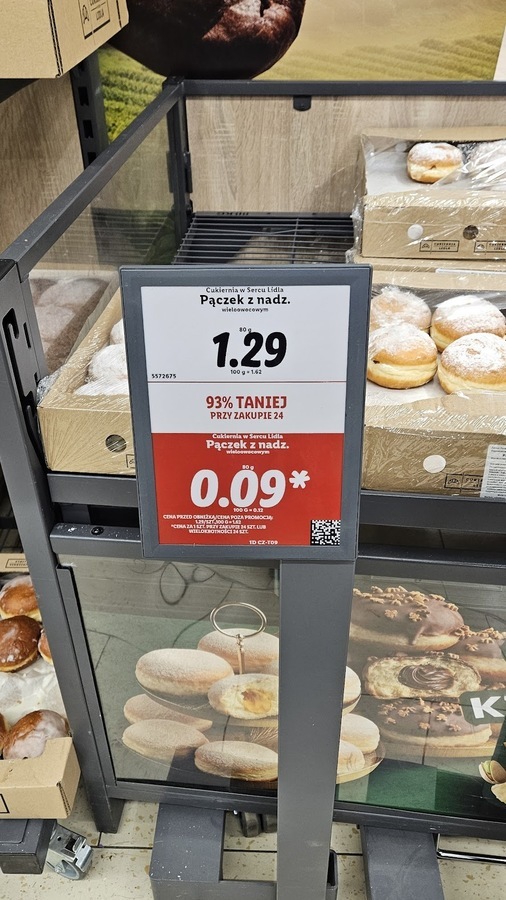 Cukiernia w Sercu Lidla
Pączek z nadz.
wieloowocowym
80 g
1.29
100 g = 1.62
5572675
93% TANIEJ
PRZY ZAKUPIE 24
Cukiernia w Sercu Lidla
Pączek z nadz.
wieloowocowym
80 g
0.09*
100 G = 0.12
CENA PRZED OBNIŻKĄ/CENA POZA PROMOCJĄ:
1.29/SZT.,100 G = 1.62
*CENA ZA 1 SZT. PRZY ZAKUPIE 24 SZT. LUB
WIELOKROTNOŚCI 24 SZT.
ID CZ-T09
K